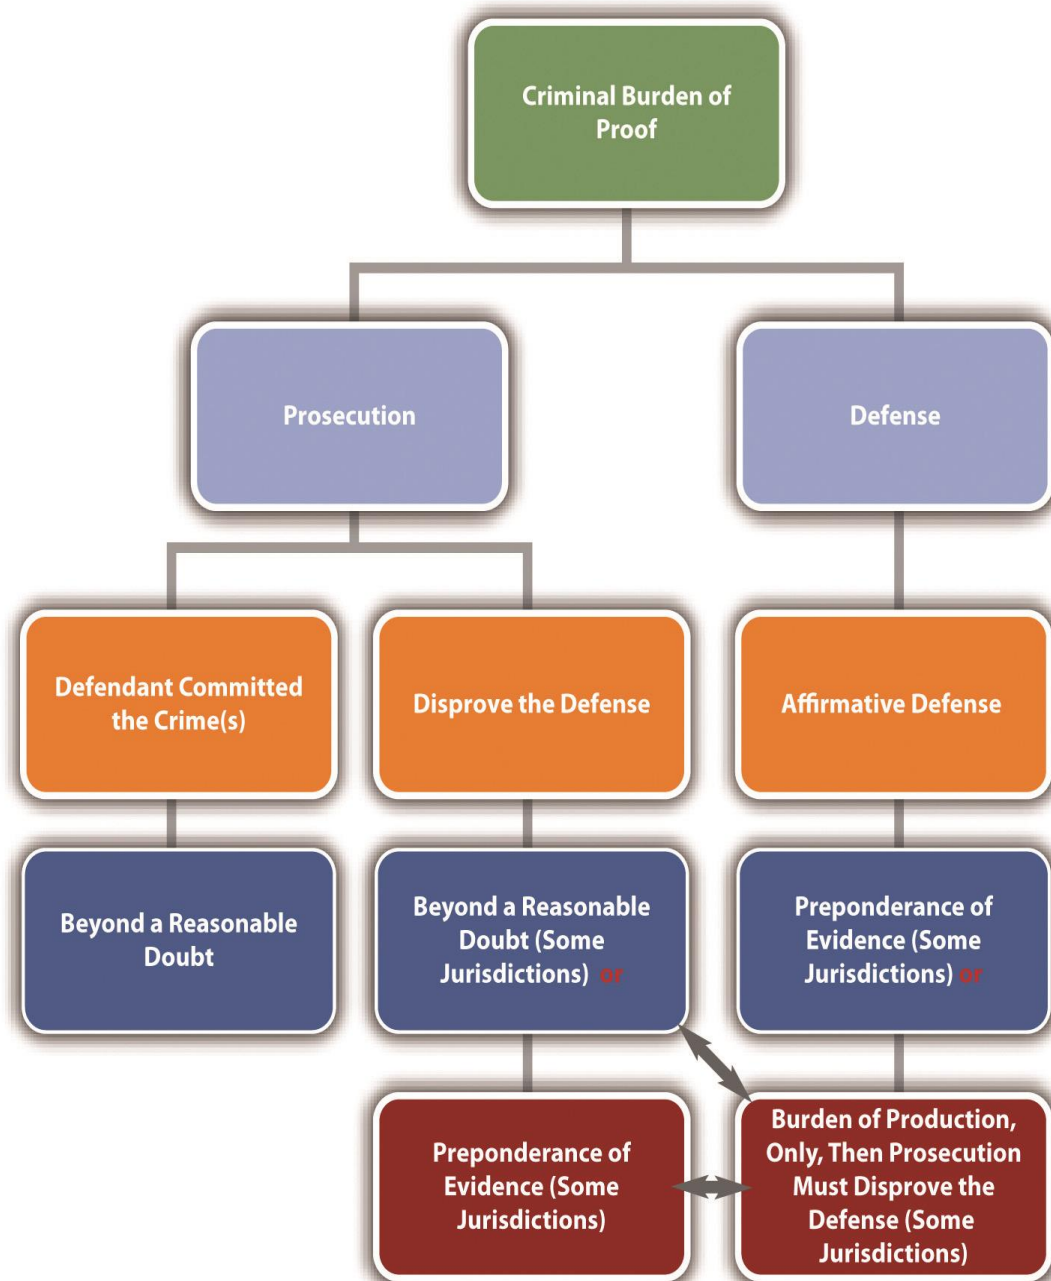 Criminal Burden of
Proof
Prosecution
Defense
Defendant Committed
the Crime(s)
Disprove the Defense
Affirmative Defense
Beyond a Reasonable
Doubt
Beyond a Reasonable
Doubt (Some
Jurisdictions) or
Preponderance of
Evidence (Some
Jurisdictions) or
Preponderance of
Evidence (Some
Jurisdictions)
Burden of Production,
Only, Then Prosecution
Must Disprove the
Defense (Some
Jurisdictions)